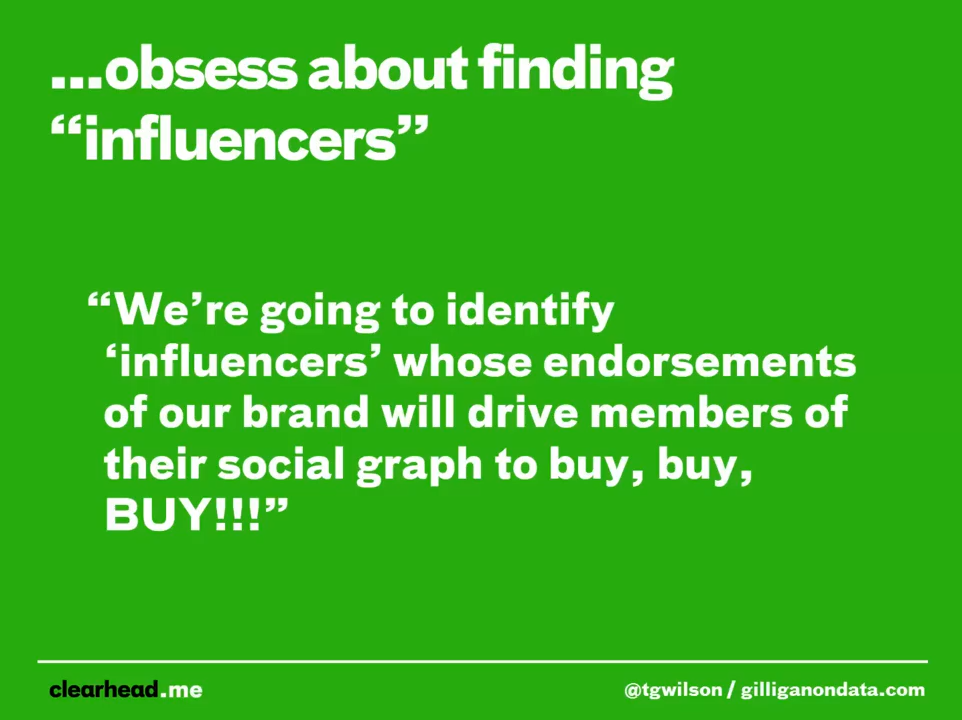 ...obsess about finding
“influencers”
“We’re going to identify
‘influencers’ whose endorsements
of our brand will drive members of
their social graph to buy, buy,
BUY!!!”
clearhead.me
@tgwilson / gilliganondata.com